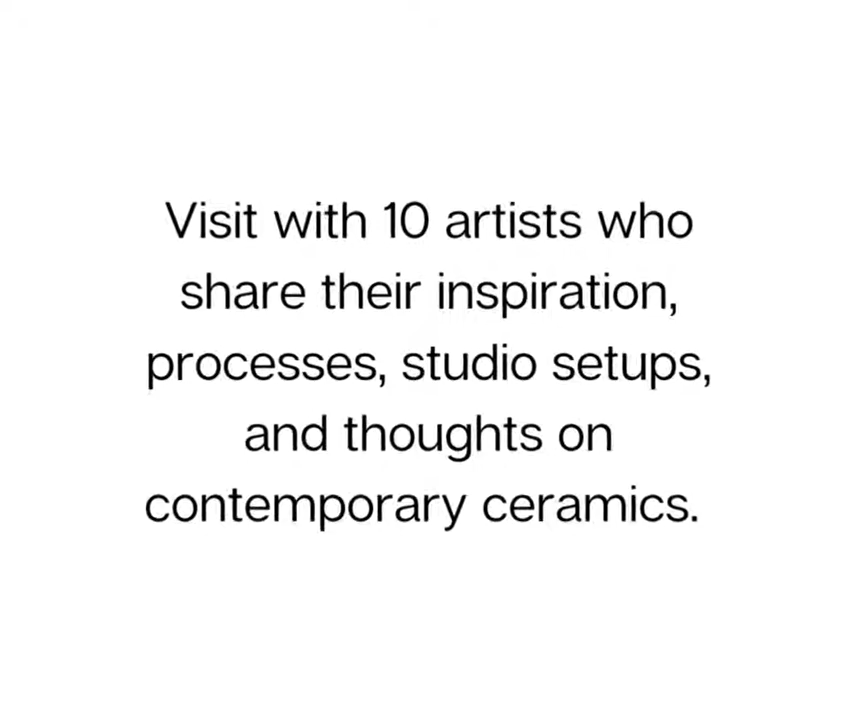 Visit with 10 artists who
share their inspiration,
processes, studio setups,
and thoughts on
contemporary ceramics.